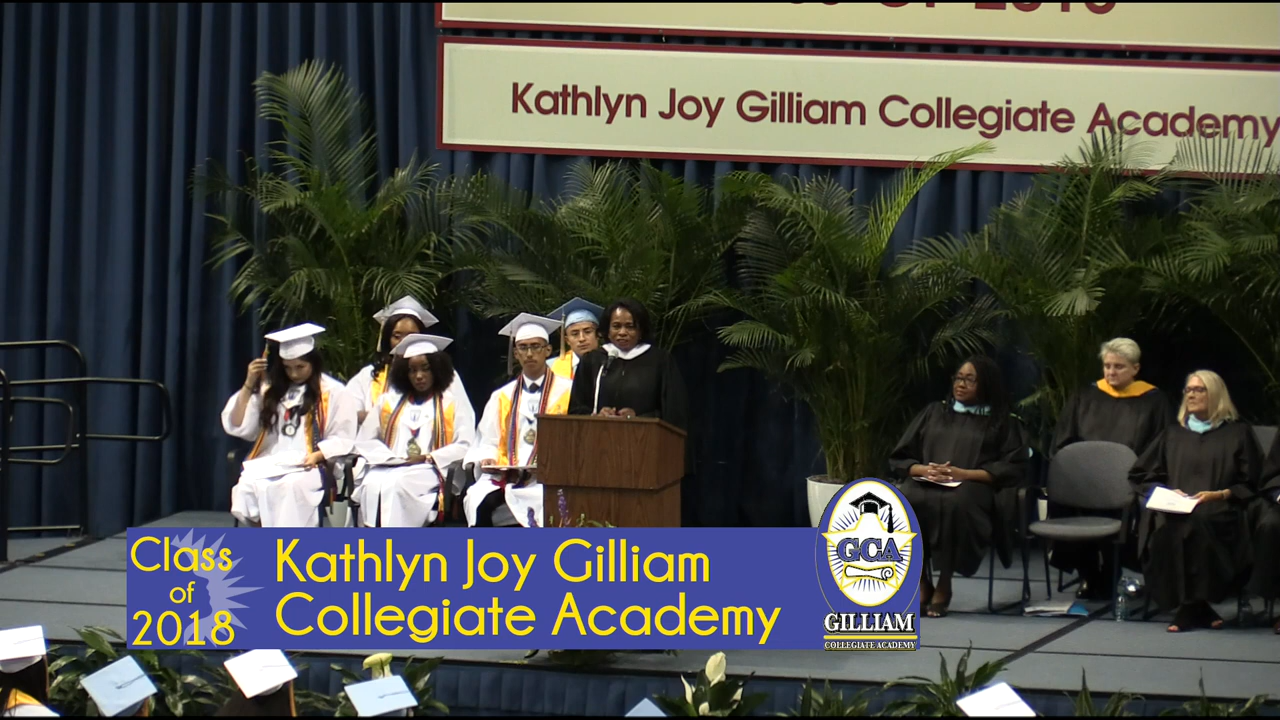 Kathlyn Joy Gilliam Collegiate Academy
Class
of
2018
Kathlyn Joy Gilliam
Collegiate Academy
GCA
GILLIAM
COLLEGIATE ACADEMY